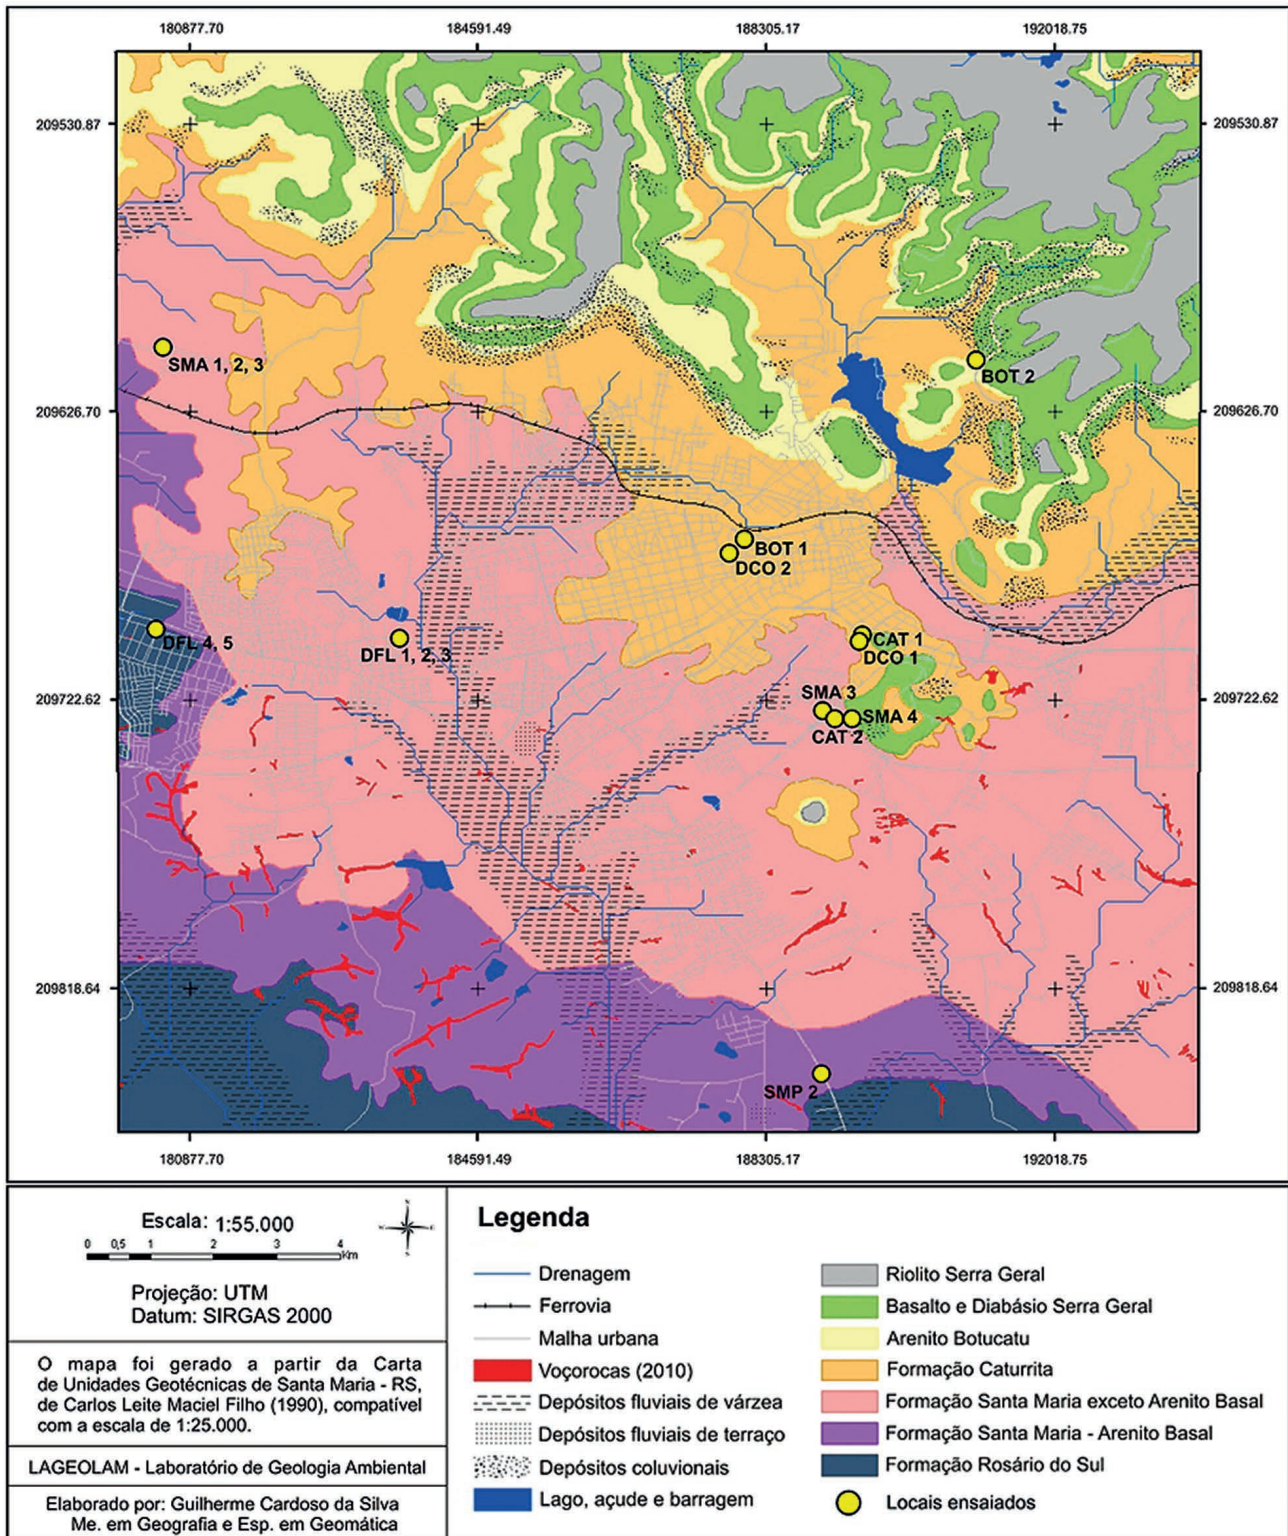 180877.70 184591.49 188305.17 192018.75
209530.87 209530.87
SMA 1, 2, 3
BOT 2
209626.70 209626.70
BOT 1
DCO 2
DFL 4, 5
DFL 1, 2, 3
CAT 1
DCO 1
SMA 3
209722.62 209722.62
SMA 4
CAT 2
209818.64 209818.64
SMP 2
180877.70 184591.49 188305.17 192018.75
Escala: 1:55.000
0 0,5 1 2 3 4
Km
Projeção: UTM
Datum: SIRGAS 2000
O mapa foi gerado a partir da Carta
de Unidades Geotécnicas de Santa Maria - RS,
de Carlos Leite Maciel Filho (1990), compatível
com a escala de 1:25.000.
LAGEOLAM - Laboratório de Geologia Ambiental
Elaborado por: Guilherme Cardoso da Silva
Me. em Geografia e Esp. em Geomática
Legenda
Drenagem
Ferrovia
Malha urbana
Voçorocas (2010)
Depósitos fluviais de várzea
Depósitos fluviais de terraço
Depósitos coluvionais
Lago, açude e barragem
Riolito Serra Geral
Basalto e Diabásio Serra Geral
Arenito Botucatu
Formação Caturrita
Formação Santa Maria exceto Arenito Basal
Formação Santa Maria - Arenito Basal
Formação Rosário do Sul
Locais ensaiados